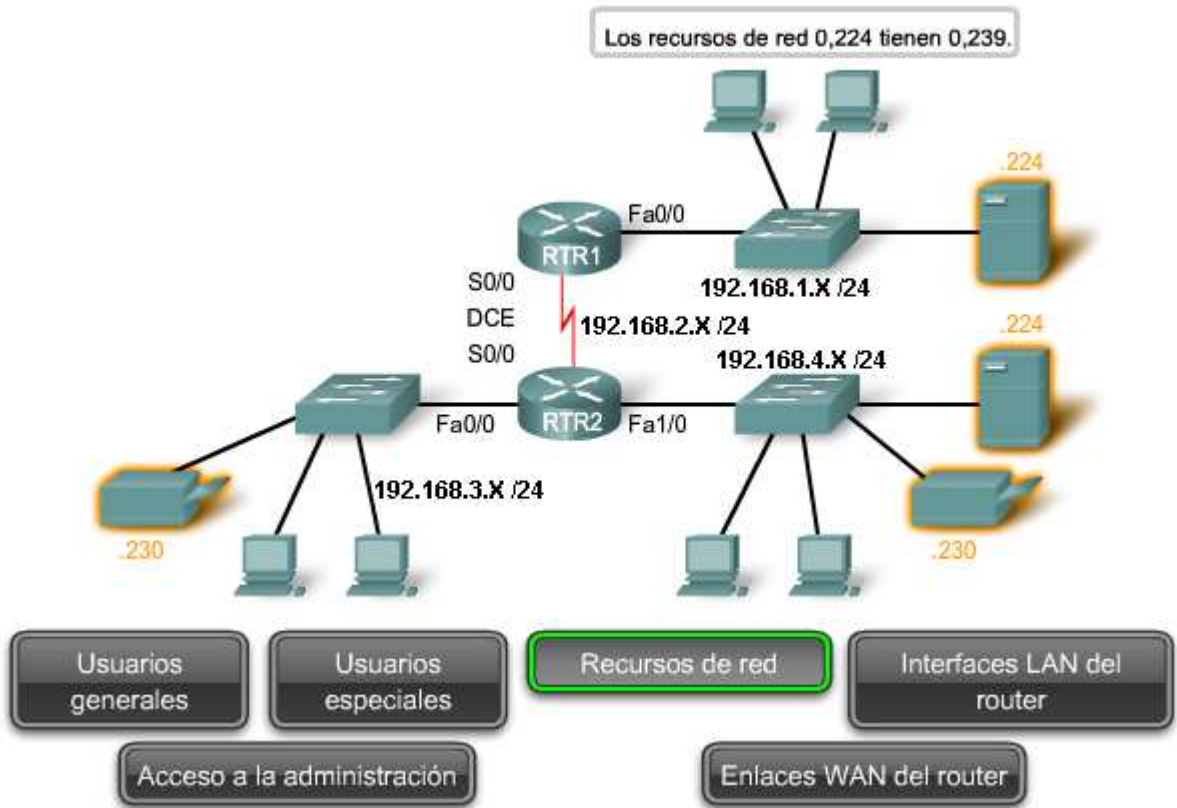 Los recursos de red 0,224 tienen 0,239.
.224
Fa0/0
RTR1
S0/0
192.168.1.X /24
DCE
192.168.2.X /24
.224
S0/0
192.168.4.X /24
Fa0/0
RTR2
Fa1/0
192.168.3.X /24
.230
.230
Usuarios
generales
Usuarios
especiales
Recursos de red
Interfaces LAN del
router
Acceso a la administración
Enlaces WAN del router